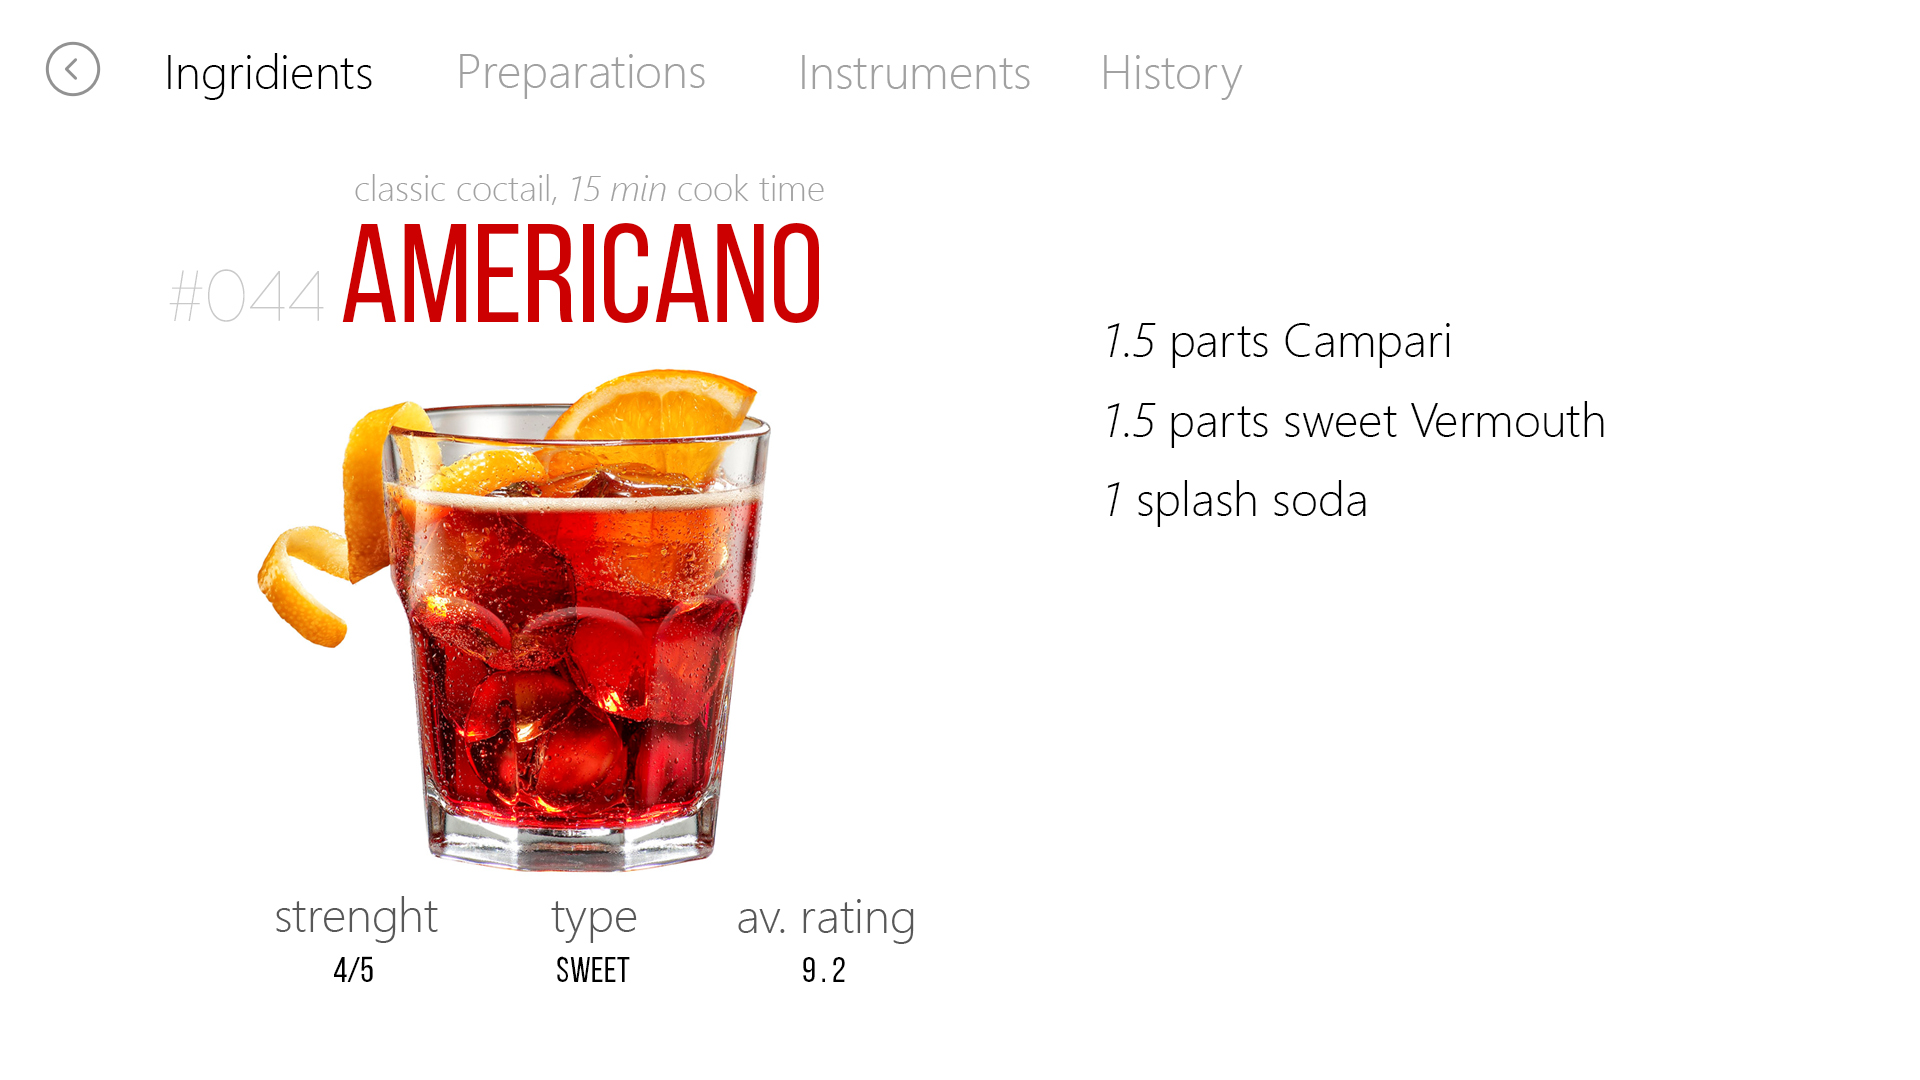 Ingridients Preparations Instruments History
classic coctail, 15 min cook time
#044 AMERICANO
1.5 parts Campari
1.5 parts sweet Vermouth
1 splash soda
strenght type av. rating
4/5 SWEET 9.2